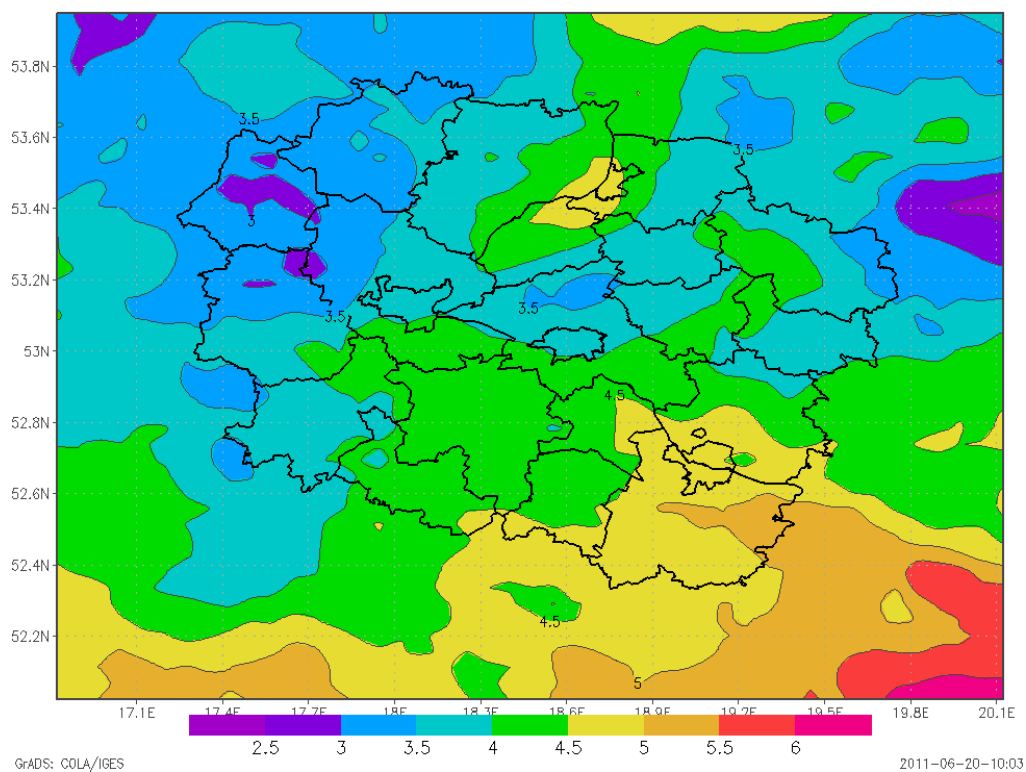 53.8N
3.5
53.6N
3.5
53.4N
3
53.2N
3.5
3.5
53N
4.5
52.8N
52.6N
52.4N
4.5
52.2N
5
17.1E 17.4E 17.7E 18E 18.3E 18.6E 18.9E 19.2E 19.5E 19.8E 20.1E
2.5 3 3.5 4 4.5 5 5.5 6
GrADS: COLA/IGES 2011-06-20-10:03